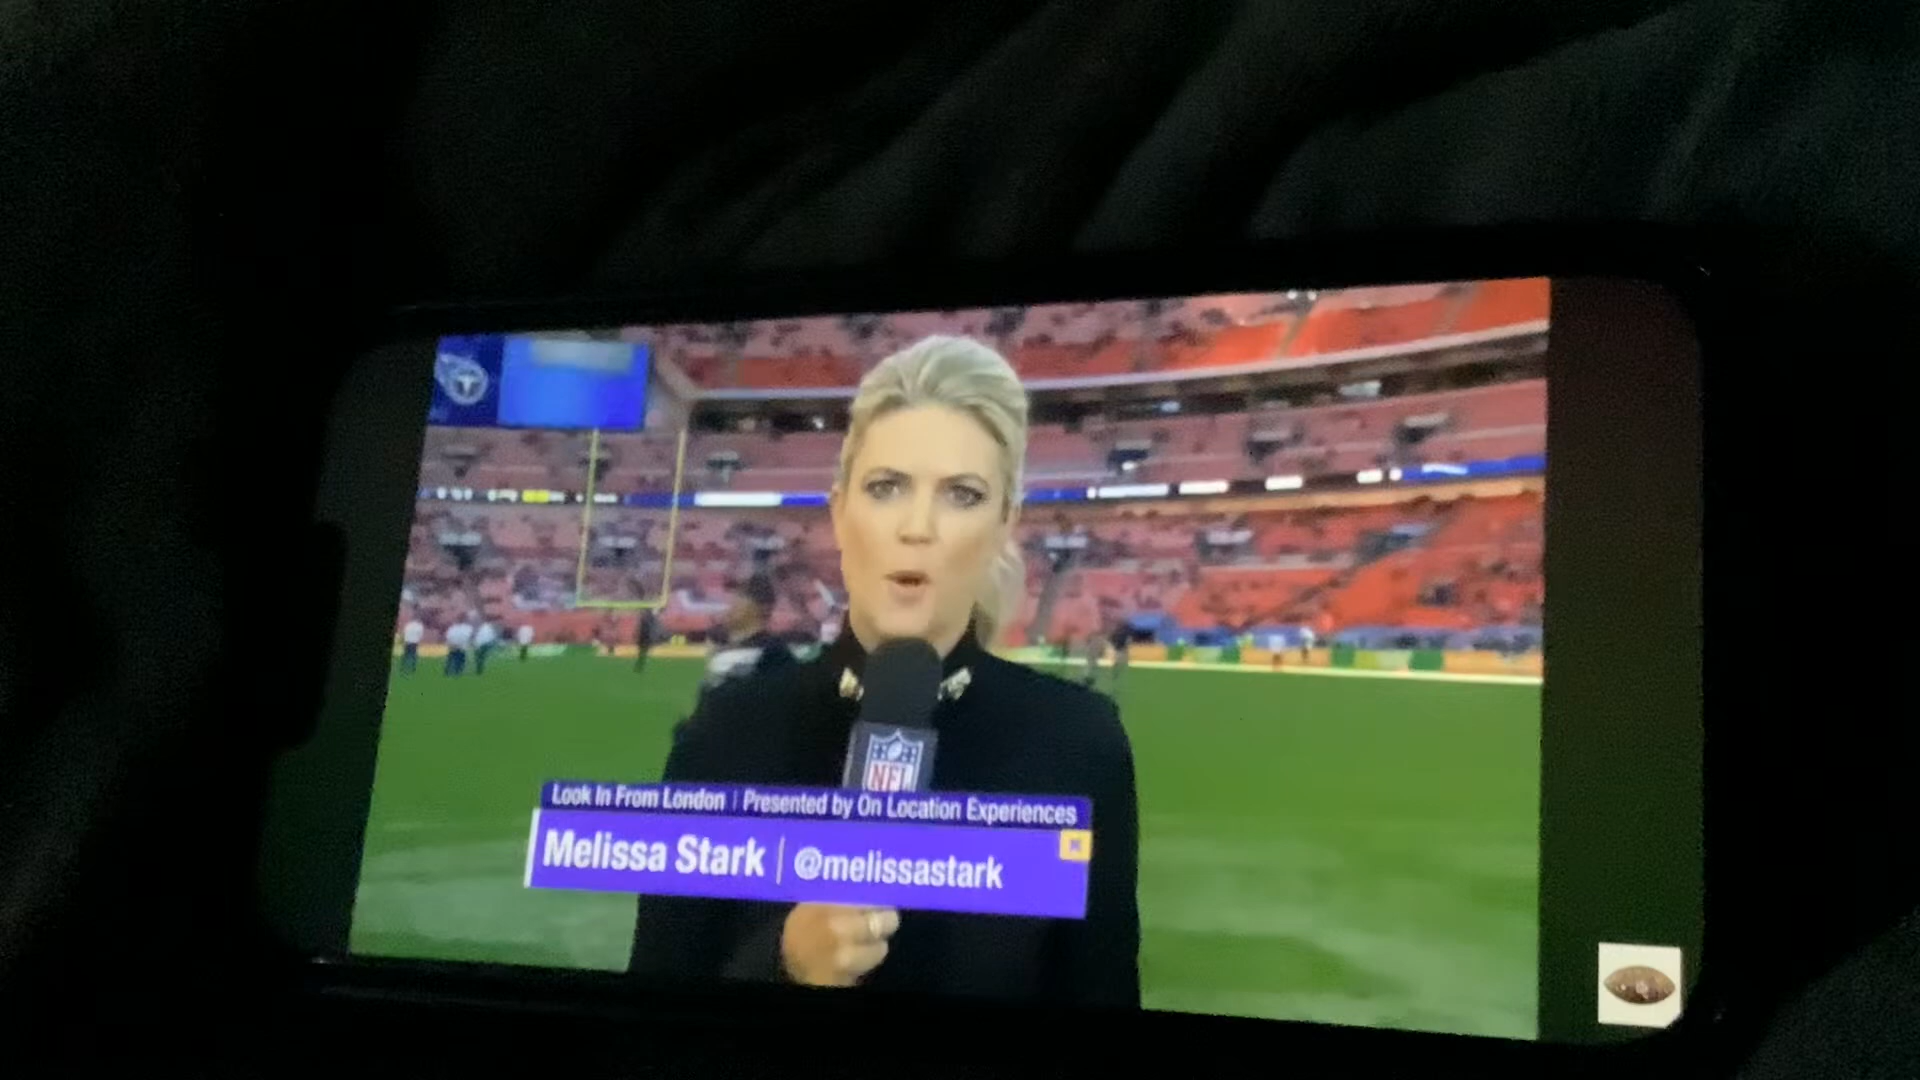 NFL
Look In From London | Presented by On Location Experiences
Melissa Stark | @melissastark